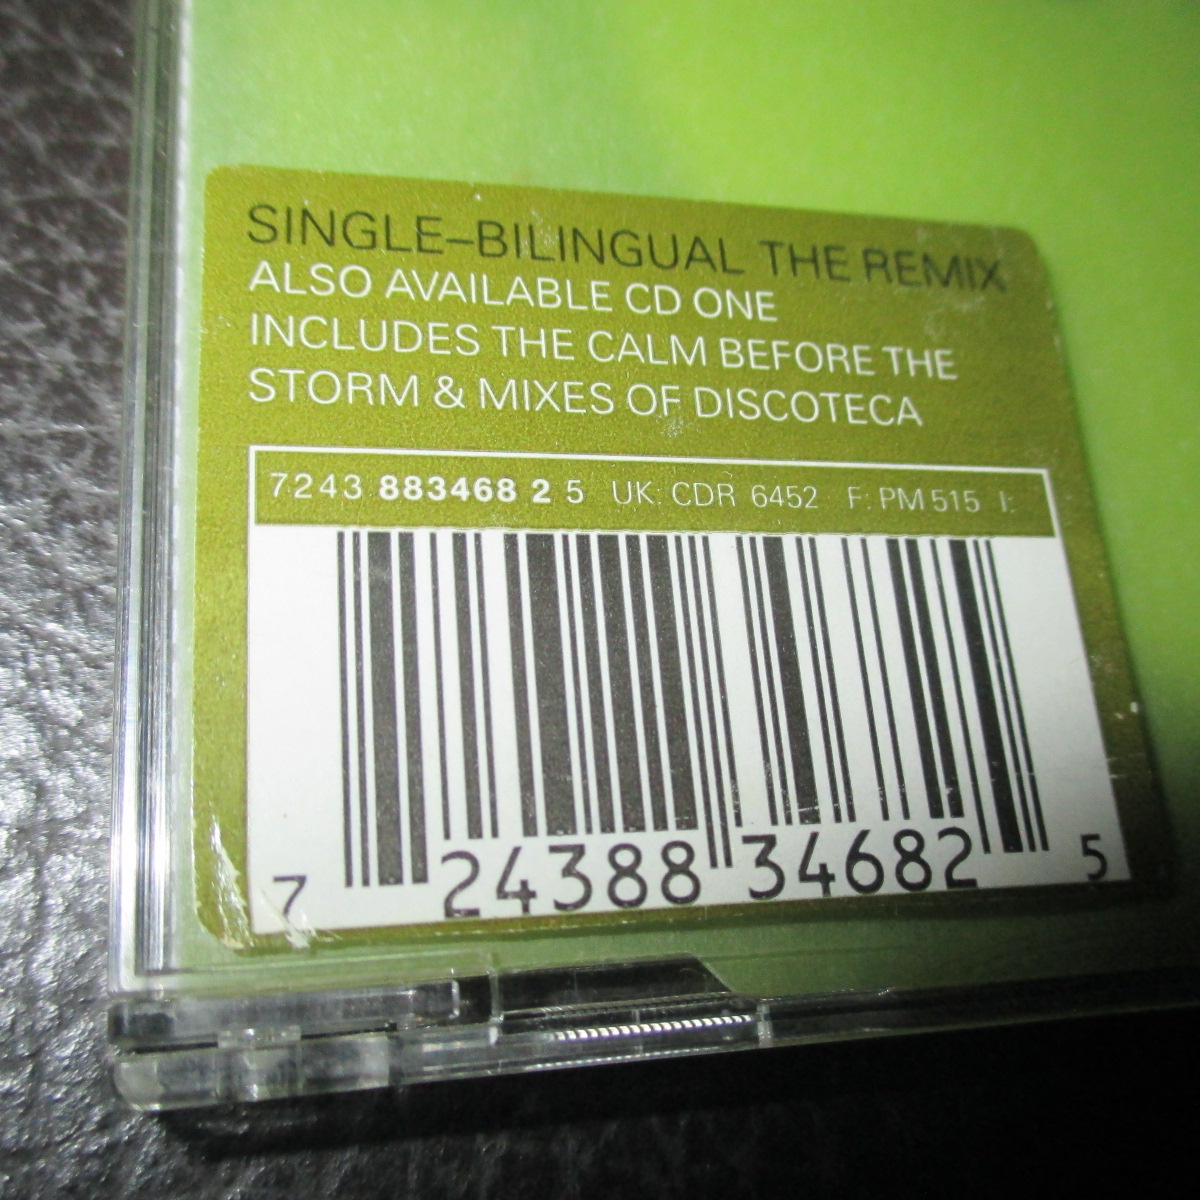 SINGLE–BILINGUAL THE REMIX
ALSO AVAILABLE CD ONE
INCLUDES THE CALM BEFORE THE
STORM & MIXES OF DISCOTECA
7243 883468 2 5 UK: CDR 6452 F: PM 515 I:
7 24388 34682 5